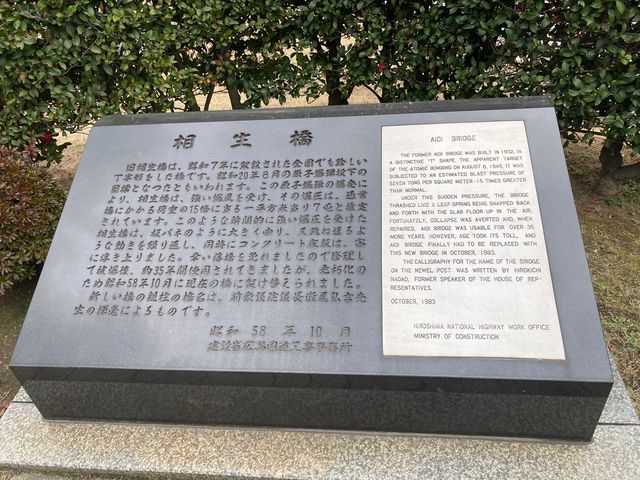 相生橋
旧相生橋は、昭和7年に架設された全国でも珍しい
T字形をした橋です。昭和20年8月の原子爆弾投下の
目標となったともいわれます。この原子爆弾の爆発に
より、相生橋は、強い爆風を受け、その爆圧は、通常
橋にかかる荷重の15倍に当る一平方米当り7屯と推定
されています。このような瞬間的に強い爆圧を受けた
相生橋は、板バネのように大きく曲り、又跳ね返るよ
うな動きを繰り返し、同時にコンクリート床版は、宙
に浮き上りました。幸い落橋を免れましたので修理し
て被爆後、約35年間使用されてきましたが、老朽化の
ため昭和58年10月に現在の橋に架け替えられました。
新しい橋の親柱の橋名は、前衆議院議長灘尾弘吉先
生の揮毫によるものです。
昭和 58 年 10 月
建設省広島国道工事事務所
AIOI BRIDGE
THE FORMER AIOI BRIDGE WAS BUILT IN 1932, IN
A DISTINCTIVE "T" SHAPE. THE APPARENT TARGET
OF THE ATOMIC BOMBING ON AUGUST 6, 1945, IT WAS
SUBJECTED TO AN ESTIMATED BLAST PRESSURE OF
SEVEN TONS PER SQUARE METER-15 TIMES GREATER
THAN NORMAL.
UNDER THIS SUDDEN PRESSURE, THE BRIDGE
THRASHED LIKE A LEAF-SPRING BEING SNAPPED BACK
AND FORTH WITH THE SLAB FLOOR UP IN THE AIR.
FORTUNATELY, COLLAPSE WAS AVERTED AND, WHEN
REPAIRED, AIOI BRIDGE WAS USABLE FOR OVER 35
MORE YEARS. HOWEVER, AGE TOOK ITS TOLL, AND
AIOI BRIDGE FINALLY HAD TO BE REPLACED WITH
THIS NEW BRIDGE IN OCTOBER, 1983.
THE CALLIGRAPHY FOR THE NAME OF THE BRIDGE
ON THE NEWEL POST WAS WRITTEN BY HIROKICHI
NADAO, FORMER SPEAKER OF THE HOUSE OF REP-
RESENTATIVES.
OCTOBER, 1983
HIROSHIMA NATIONAL HIGHWAY WORK OFFICE
MINISTRY OF CONSTRUCTION